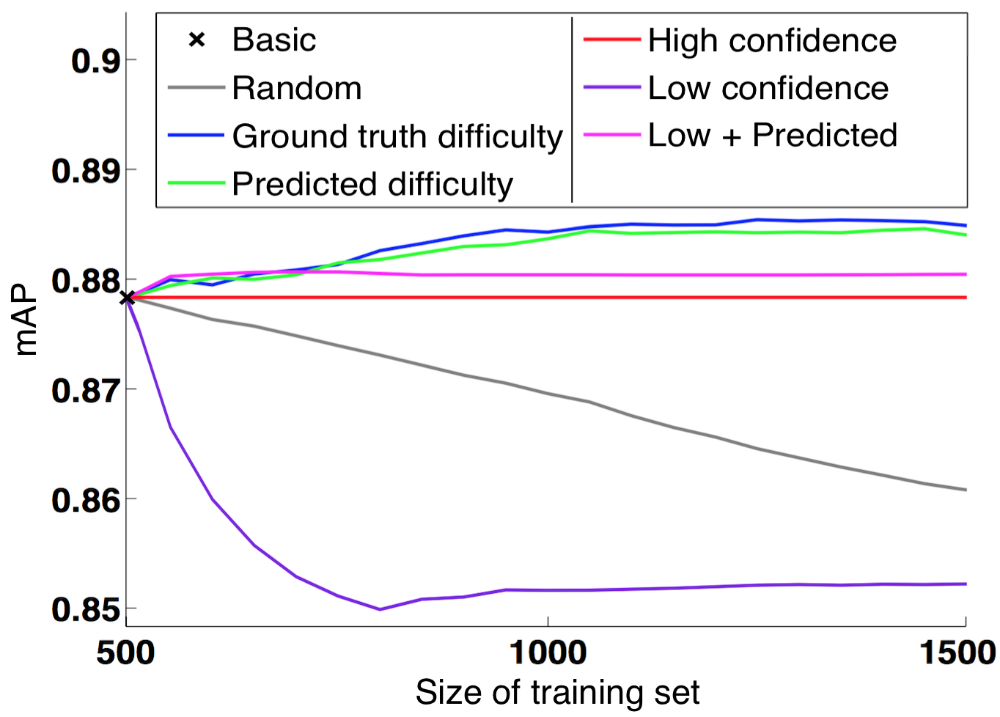 Basic
Random
Ground truth difficulty
Predicted difficulty
High confidence
Low confidence
Low + Predicted
0.9
0.89
0.88
0.87
0.86
0.85
mAP
500
1000
1500
Size of training set